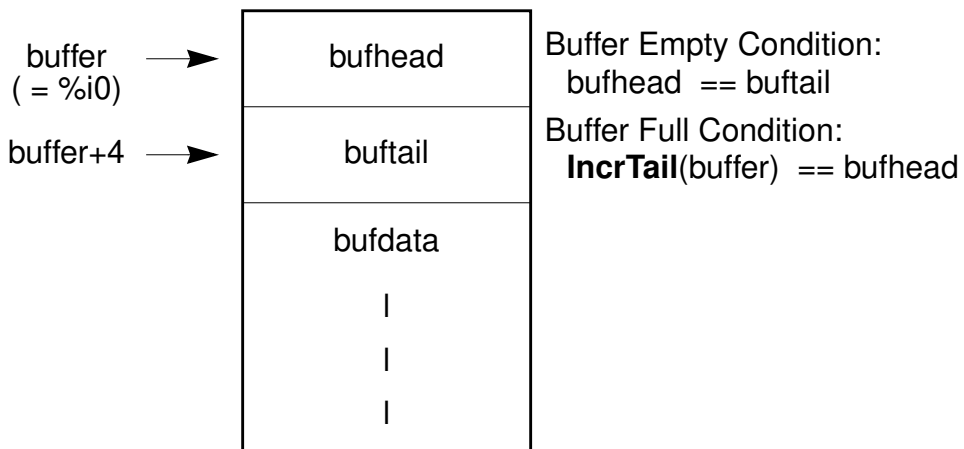 buffer
( = %i0)
bufhead
Buffer Empty Condition:
bufhead == buftail
buffer+4
buftail
Buffer Full Condition:
IncrTail(buffer) == bufhead
bufdata
|
|
|